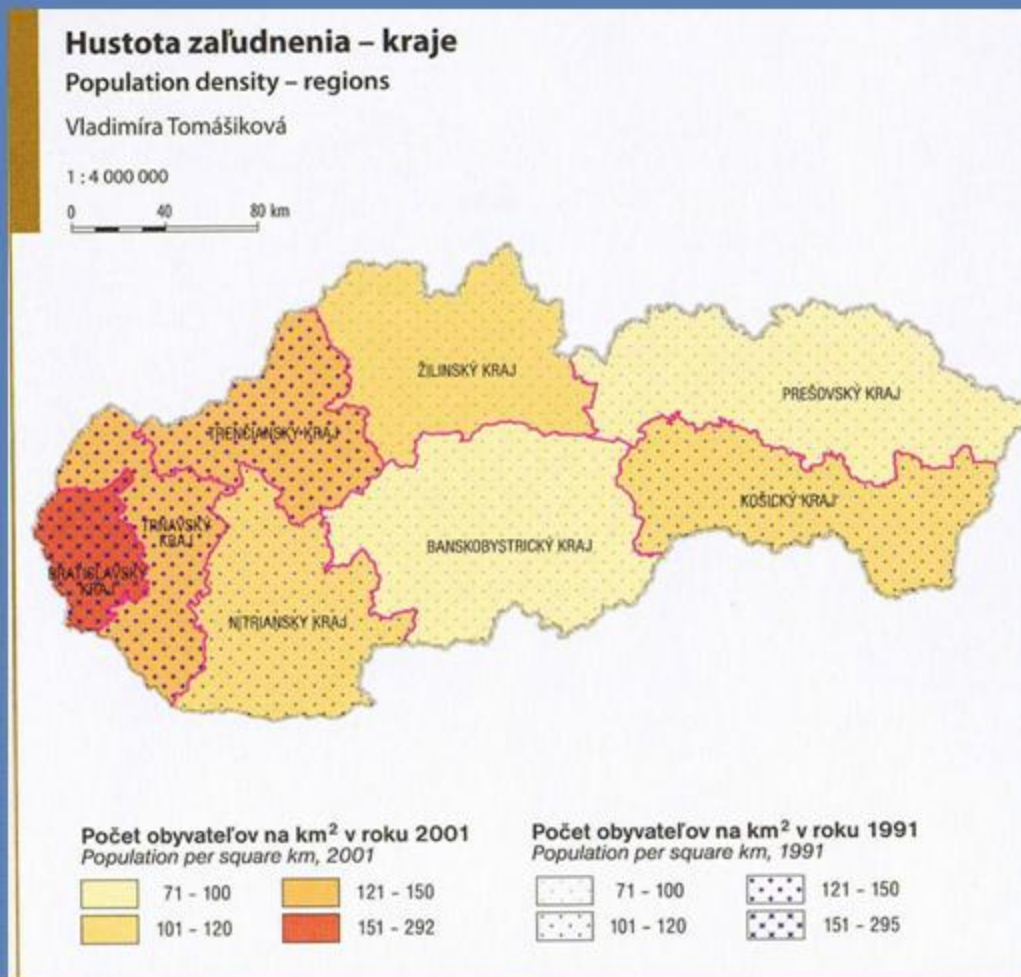 Hustota zaľudnenia – kraje
Population density – regions
Vladimíra Tomášiková
1 : 4 000 000
0 40 80 km
ŽILINSKÝ KRAJ
PREŠOVSKÝ KRAJ
TRENČIANSKY KRAJ
KOŠICKÝ KRAJ
TRNAVSKÝ
KRAJ
BANSKOBYSTRICKÝ KRAJ
BRATISLAVSKÝ
KRAJ
NITRIANSKY KRAJ
Počet obyvateľov na km² v roku 2001
Population per square km, 2001
71 – 100
121 – 150
101 – 120
151 – 292
Počet obyvateľov na km² v roku 1991
Population per square km, 1991
71 – 100
121 – 150
101 – 120
151 – 295